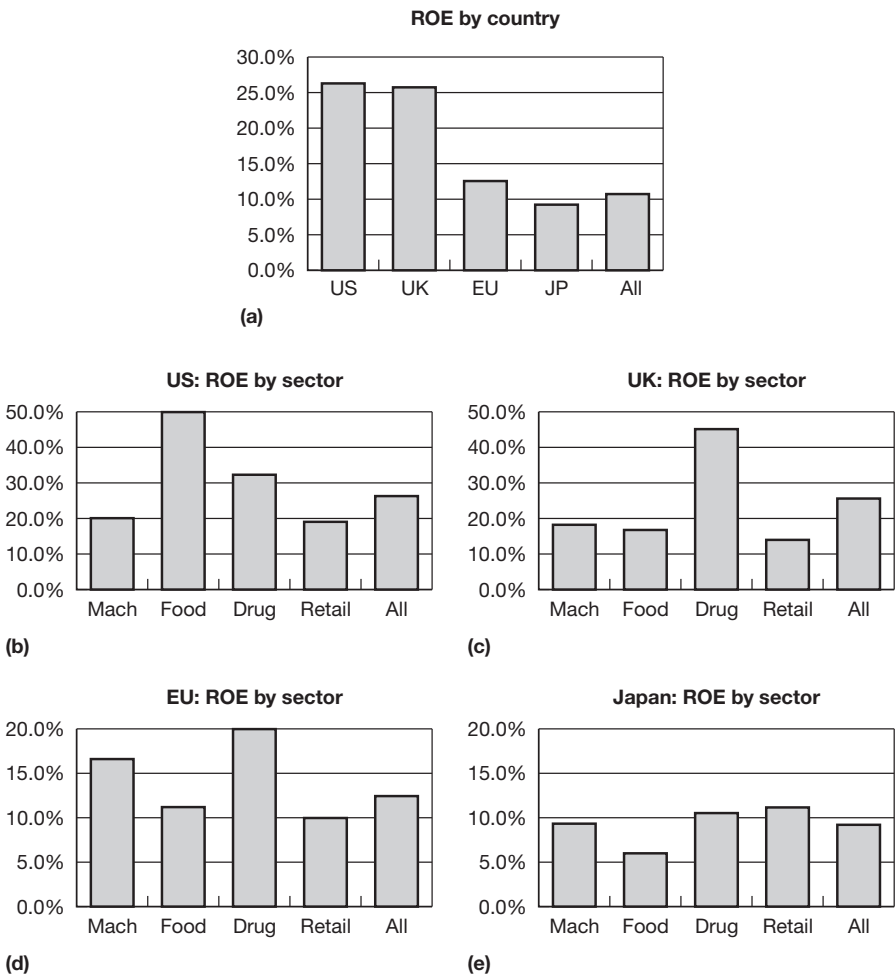 ROE by country
30.0%
25.0%
20.0%
15.0%
10.0%
5.0%
0.0%
US UK EU JP All
(a)
US: ROE by sector
50.0%
40.0%
30.0%
20.0%
10.0%
0.0%
Mach Food Drug Retail All
(b)
UK: ROE by sector
50.0%
40.0%
30.0%
20.0%
10.0%
0.0%
Mach Food Drug Retail All
(c)
EU: ROE by sector
20.0%
15.0%
10.0%
5.0%
0.0%
Mach Food Drug Retail All
(d)
Japan: ROE by sector
20.0%
15.0%
10.0%
5.0%
0.0%
Mach Food Drug Retail All
(e)